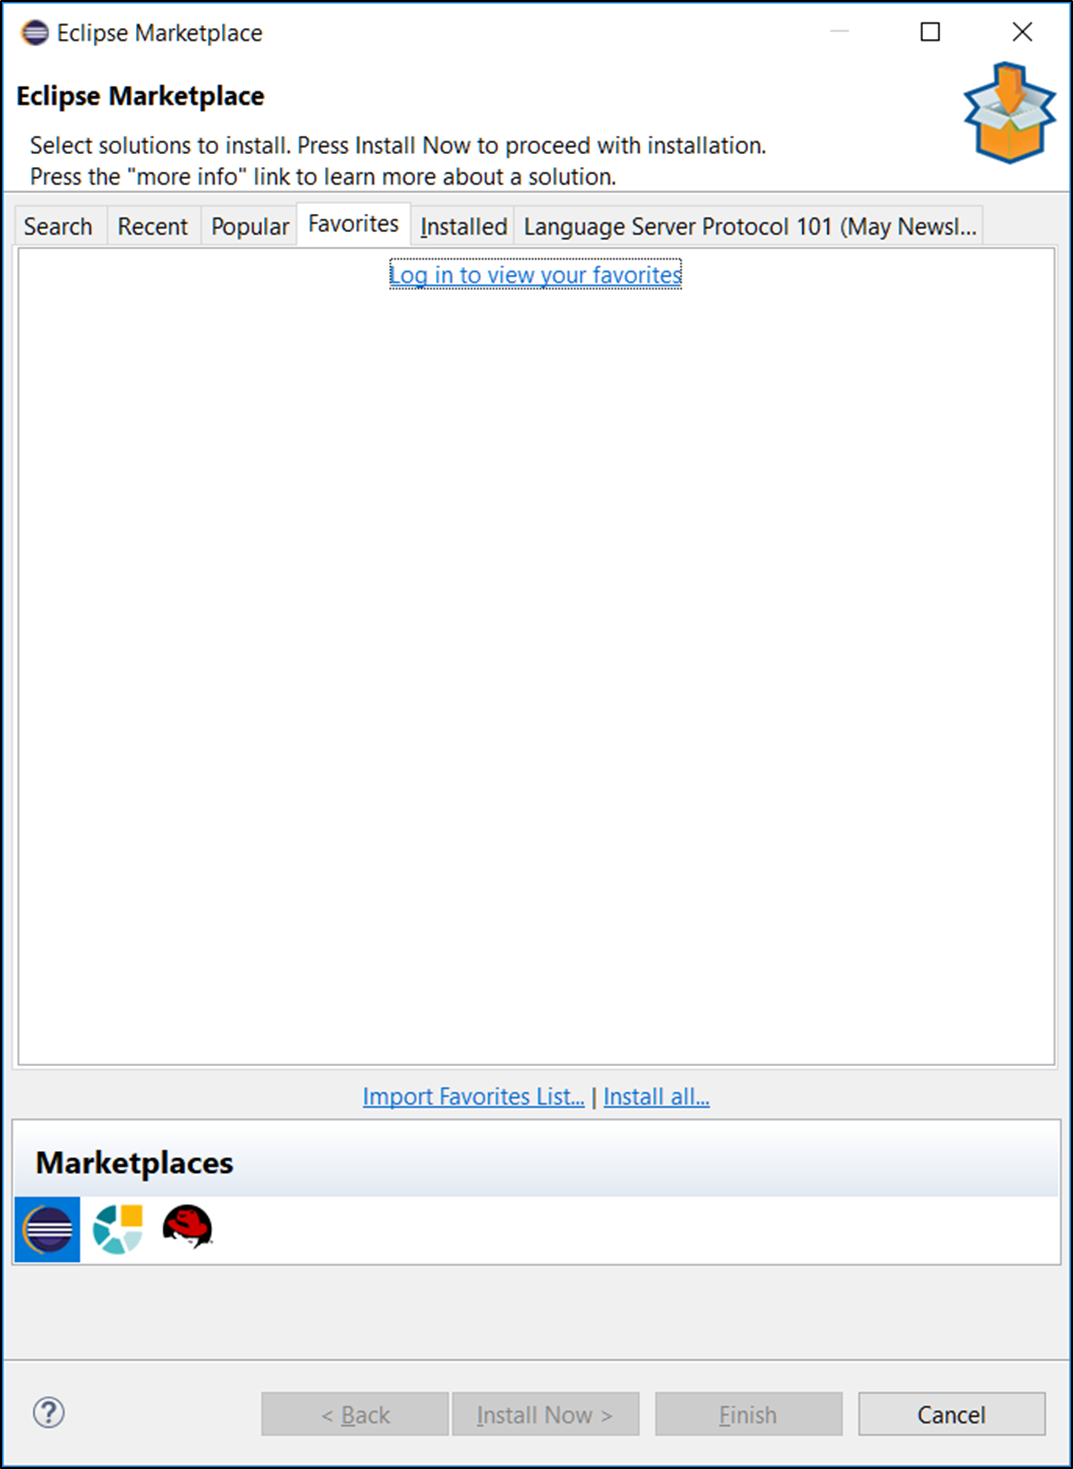 Eclipse Marketplace
Eclipse Marketplace
Select solutions to install. Press Install Now to proceed with installation.
Press the "more info" link to learn more about a solution.
Search Recent Popular Favorites Installed Language Server Protocol 101 (May Newsl...
Log in to view your favorites
Import Favorites List... | Install all...
Marketplaces
? < Back Install Now > Finish Cancel